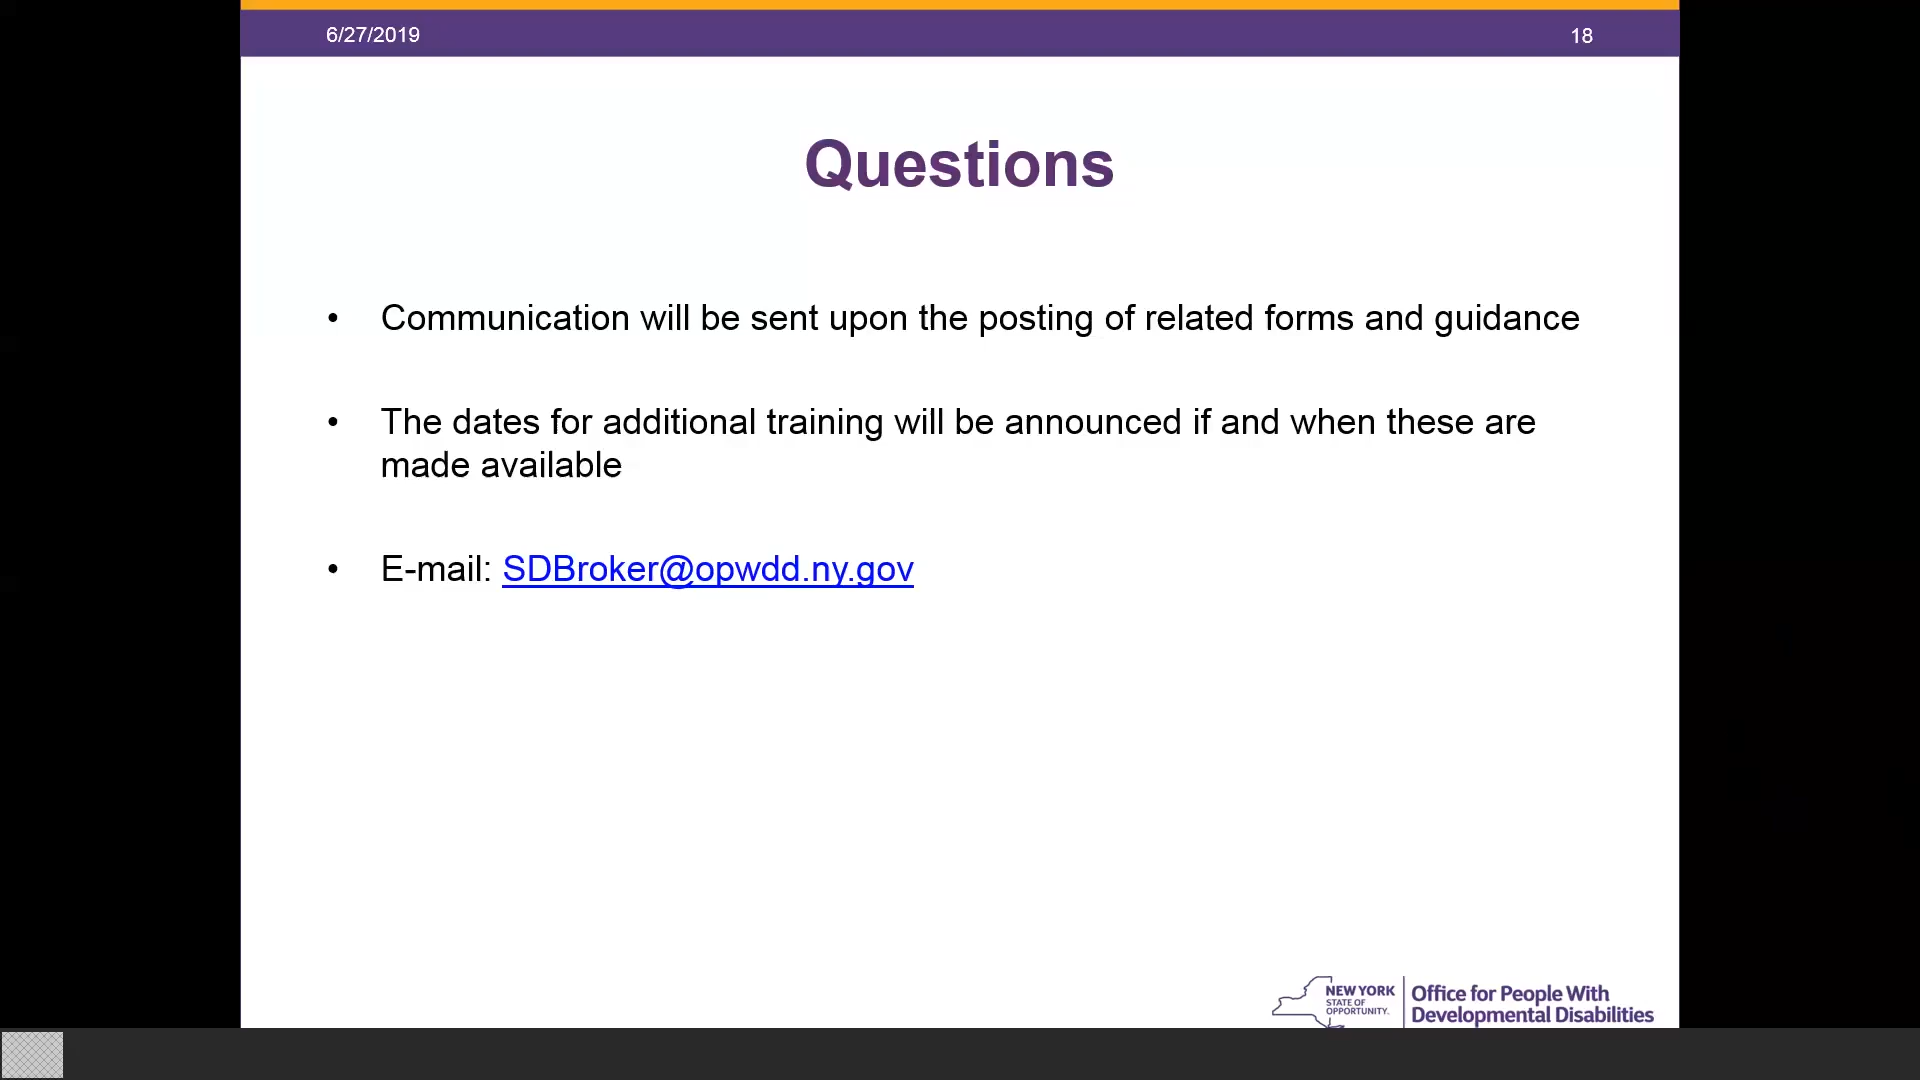 6/27/2019
18
Questions
• Communication will be sent upon the posting of related forms and guidance
• The dates for additional training will be announced if and when these are
made available
• E-mail: SDBroker@opwdd.ny.gov
NEW YORK
STATE OF
OPPORTUNITY.
Office for People With
Developmental Disabilities